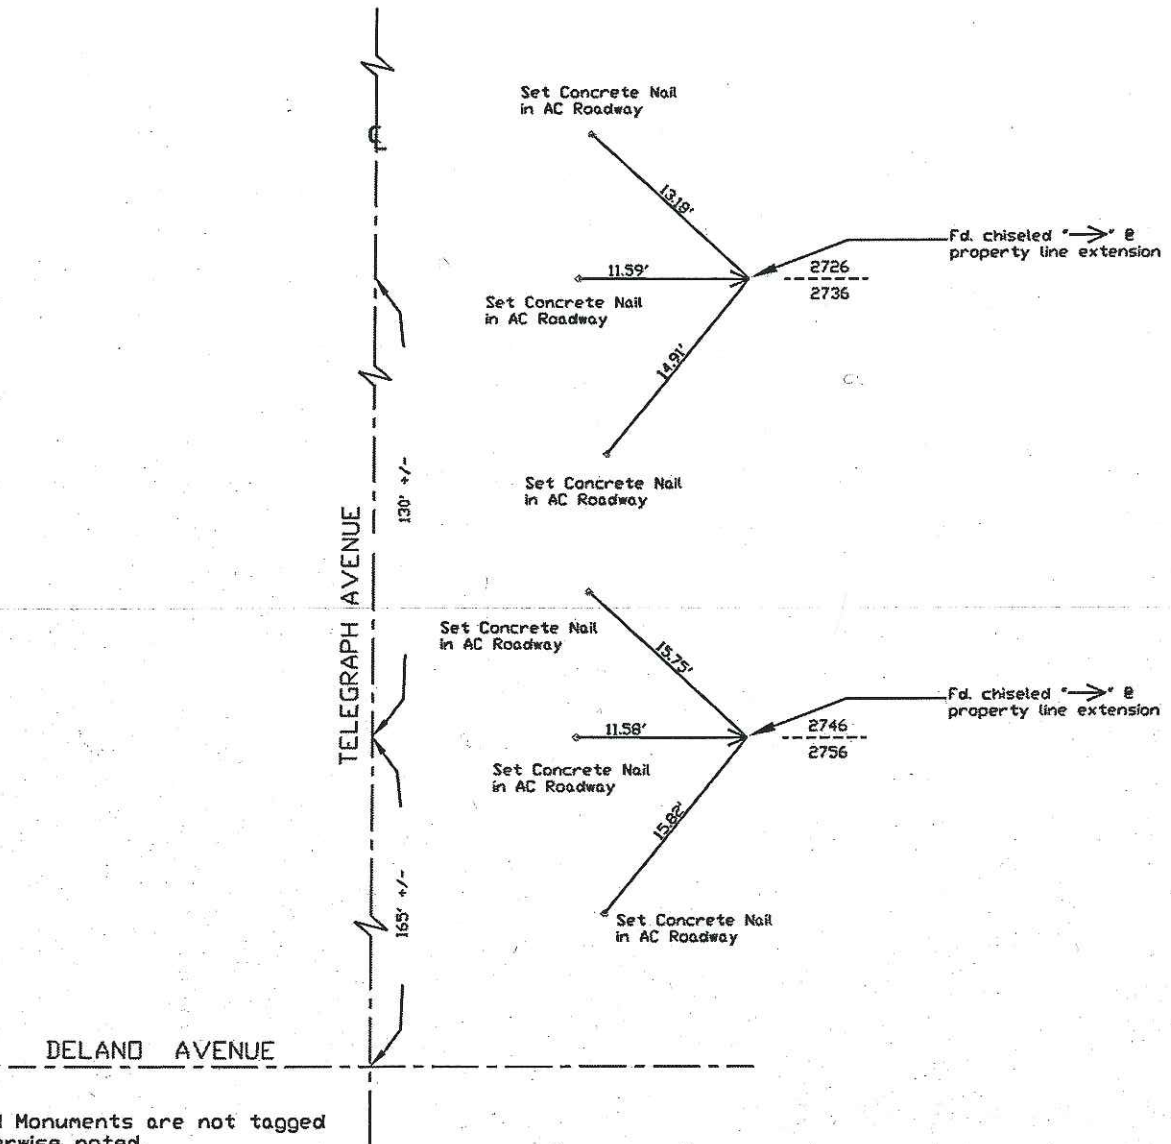 Set Concrete Nail
in AC Roadway
℄
13.19'
Fd. chiseled "→" @
property line extension
2726
2736
11.59'
Set Concrete Nail
in AC Roadway
14.91'
Set Concrete Nail
in AC Roadway
130' +/-
TELEGRAPH AVENUE
Set Concrete Nail
in AC Roadway
15.75'
Fd. chiseled "→" @
property line extension
2746
2756
11.58'
Set Concrete Nail
in AC Roadway
15.82'
Set Concrete Nail
in AC Roadway
165' +/-
DELANO AVENUE
Monuments are not tagged
noted